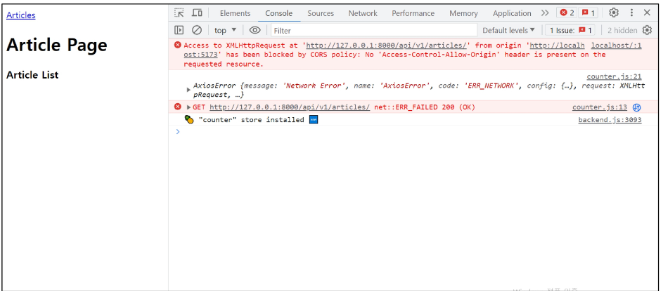 Articles
Article Page
Article List
Elements Console Sources Network Performance Memory Application 2 1
top Filter Default levels 1 Issue: 1 2 hidden
Access to XMLHttpRequest at 'http://127.0.0.1:8000/api/v1/articles/' from origin 'http://localh localhost/:1
ost:5173' has been blocked by CORS policy: No 'Access-Control-Allow-Origin' header is present on the
requested resource.
counter.js:21
AxiosError {message: 'Network Error', name: 'AxiosError', code: 'ERR_NETWORK', config: {…}, request: XMLHtt
pRequest, …}
GET http://127.0.0.1:8000/api/v1/articles/ net::ERR_FAILED 200 (OK) counter.js:13
"counter" store installed backend.js:3093